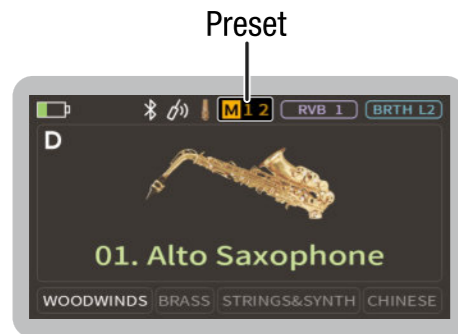 Preset
M 1 2 RVB 1 BRTH L2
D
01. Alto Saxophone
WOODWINDS BRASS STRINGS&SYNTH CHINESE